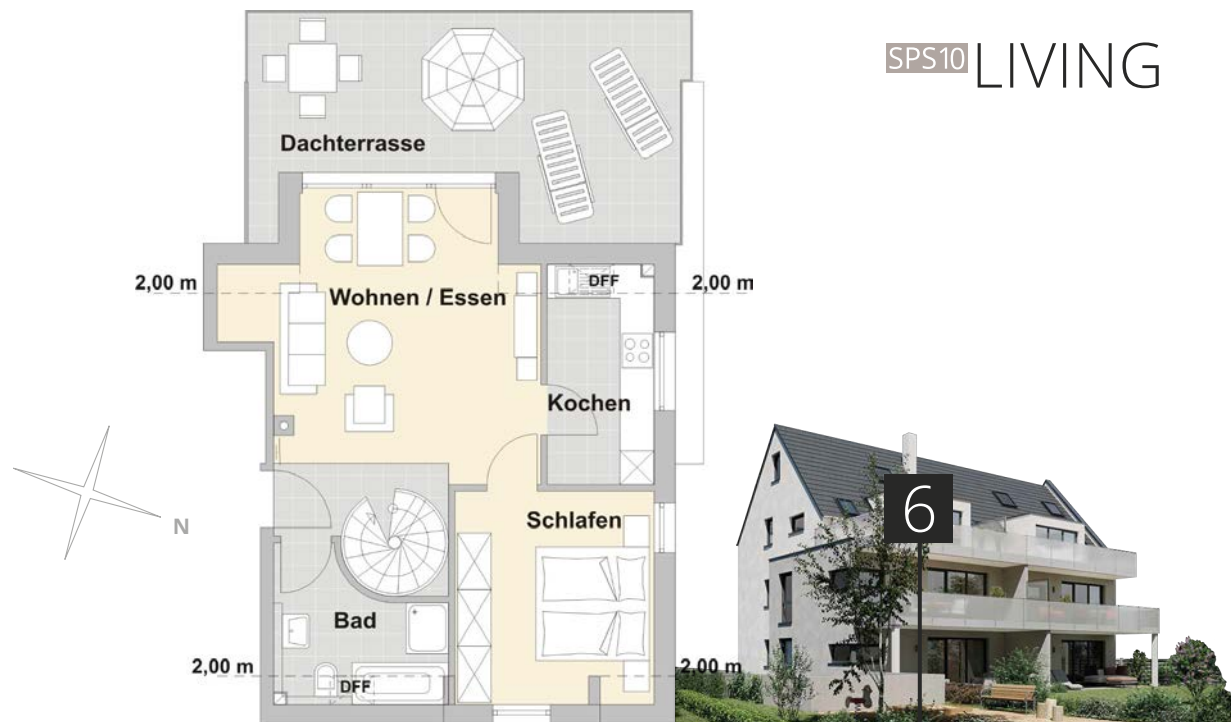 SPS10 LIVING
Dachterrasse
2,00 m
DFF
2,00 m
Wohnen / Essen
Kochen
N
6
Schlafen
Bad
2,00 m
2,00 m
DFF